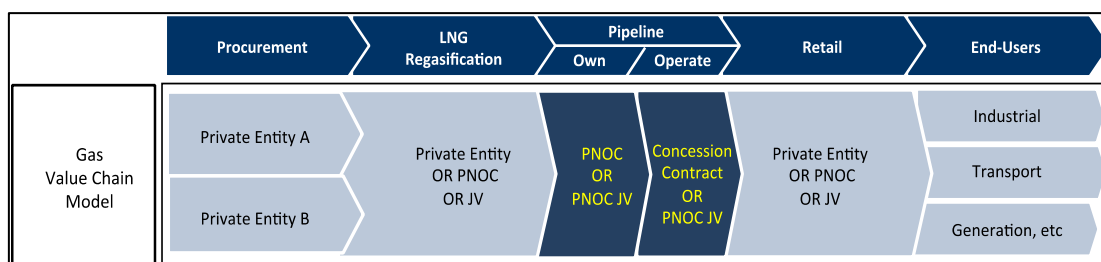 Procurement
LNG
Regasification
Pipeline
Own
Operate
Retail
End-Users
Gas
Value Chain
Model
Private Entity A
Private Entity B
Private Entity
OR PNOC
OR JV
PNOC
OR
PNOC JV
Concession
Contract
OR
PNOC JV
Private Entity
OR PNOC
OR JV
Industrial
Transport
Generation, etc